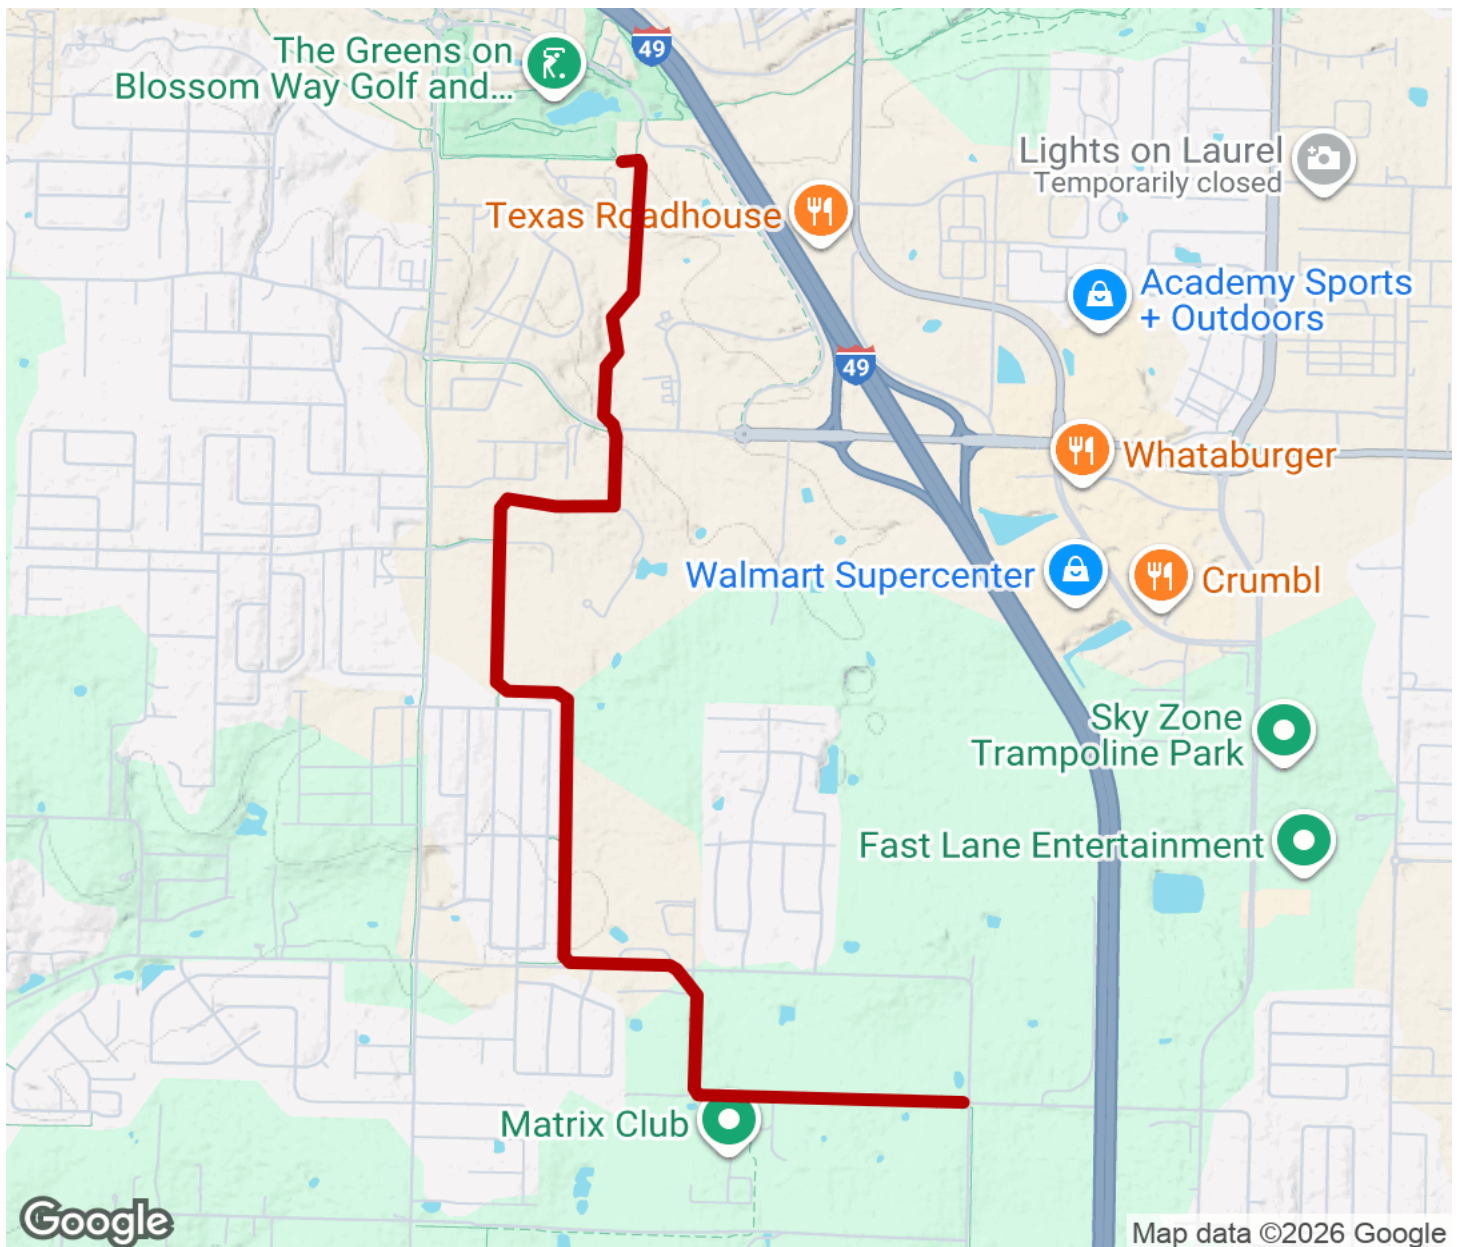 49
The Greens on
Blossom Way Golf and...
Lights on Laurel
Temporarily closed
Texas Roadhouse
Academy Sports
+ Outdoors
49
Whataburger
Walmart Supercenter
Crumbl
Sky Zone
Trampoline Park
Fast Lane Entertainment
Matrix Club
Google
Map data ©2026 Google